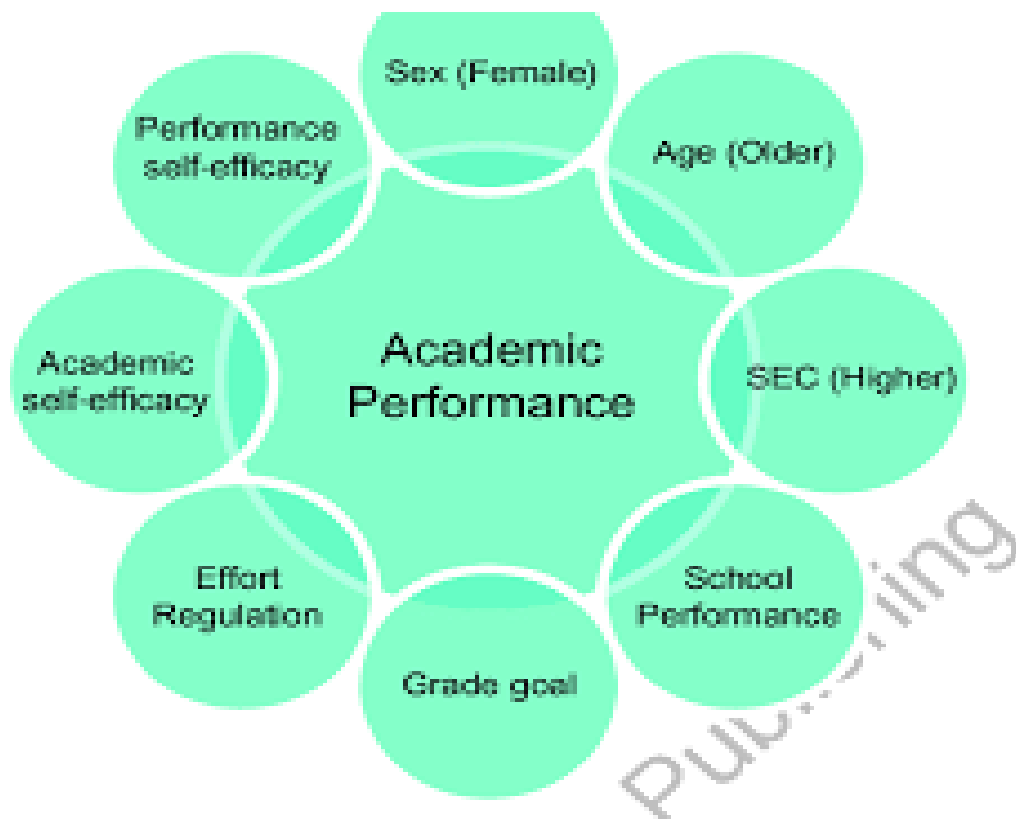 Sex (Female)
Age (Older)
SEC (Higher)
School
Performance
Grade goal
Effort
Regulation
Academic
self-efficacy
Performance
self-efficacy
Academic
Performance